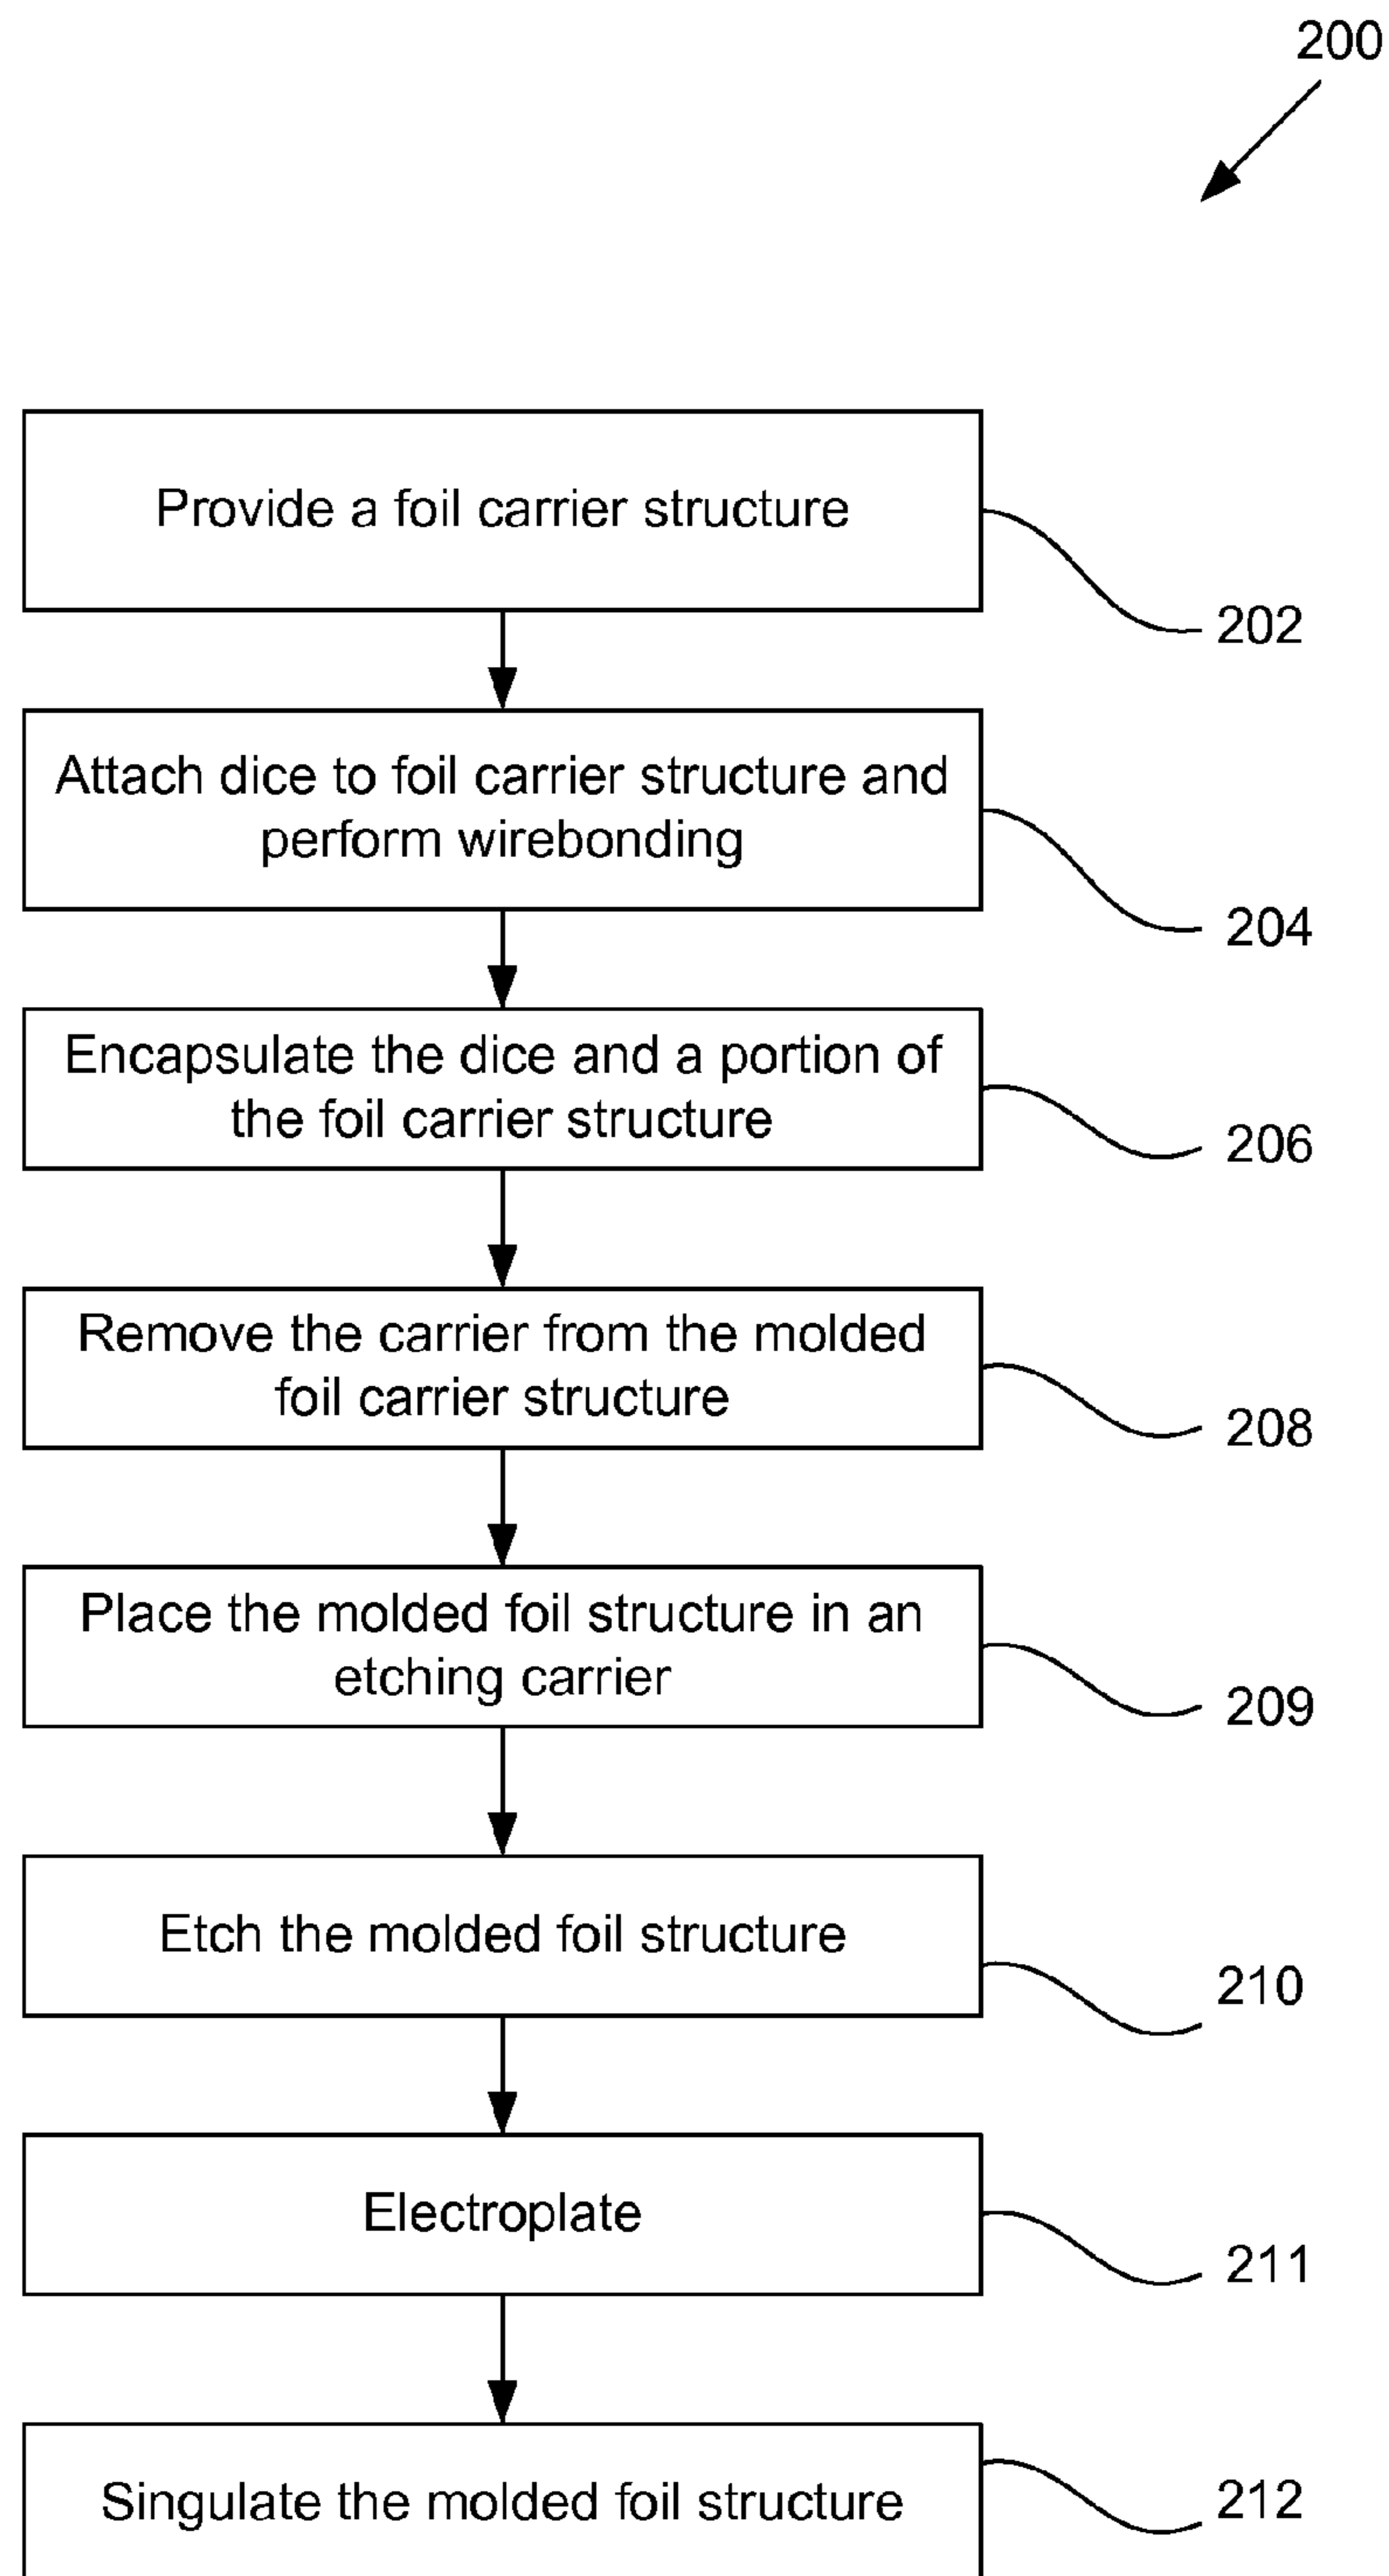 200
Provide a foil carrier structure
202
Attach dice to foil carrier structure and
perform wirebonding
204
Encapsulate the dice and a portion of
the foil carrier structure
206
Remove the carrier from the molded
foil carrier structure
208
Place the molded foil structure in an
etching carrier
209
Etch the molded foil structure
210
Electroplate
211
Singulate the molded foil structure
212